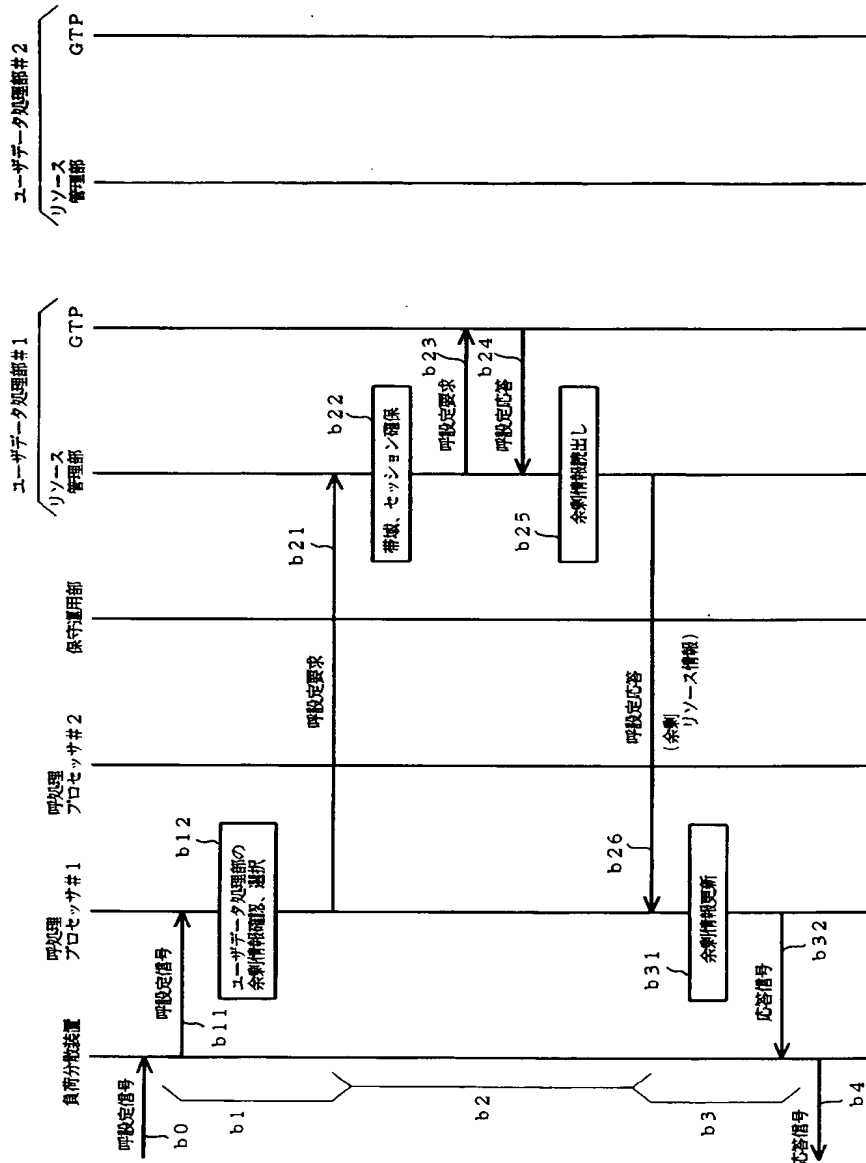 ユーザデータ処理部#1
ユーザデータ処理部#2
負荷分散装置
呼処理
プロセッサ#1
呼処理
プロセッサ#2
保守運用部
リソース
管理部
GTP
リソース
管理部
GTP
呼設定信号
b0
b1
呼設定信号
b11
b12
ユーザデータ処理部の
余剰情報確認、選択
b2
呼設定要求
b21
b22
帯域、セッション確保
呼設定要求
b23
呼設定応答
b24
b25
余剰情報読出し
呼設定応答
(余剰
リソース情報)
b26
b3
b31
余剰情報更新
応答信号
b32
応答信号
b4